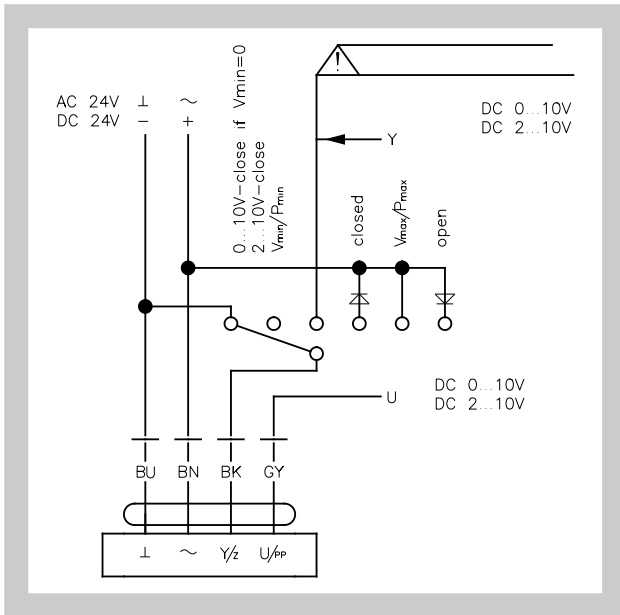 AC 24V ⊥ ~
DC 24V − +
0...10V-close if Vmin=0
2...10V-close
Vmin/Pmin
!
DC 0...10V
DC 2...10V
Y
closed
Vmax/Pmax
open
U
DC 0...10V
DC 2...10V
BU BN BK GY
⊥ ~ Y/Z U/PP